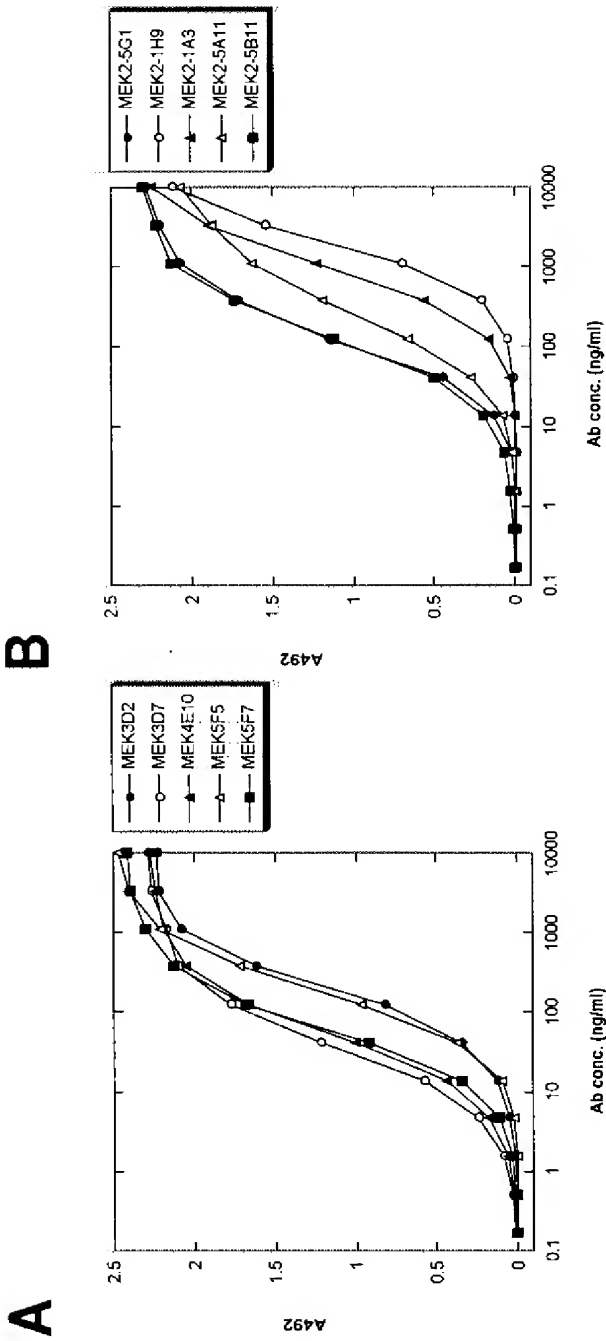 A
2.5
2
1.5
1
0.5
0
A492
0.1
1
10
100
1000
10000
Ab conc. (ng/ml)
MEK3D2
MEK3D7
MEK4E10
MEK5F5
MEK5F7
B
2.5
2
1.5
1
0.5
0
A492
0.1
1
10
100
1000
10000
Ab conc. (ng/ml)
MEK2-5G1
MEK2-1H9
MEK2-1A3
MEK2-5A11
MEK2-5B11